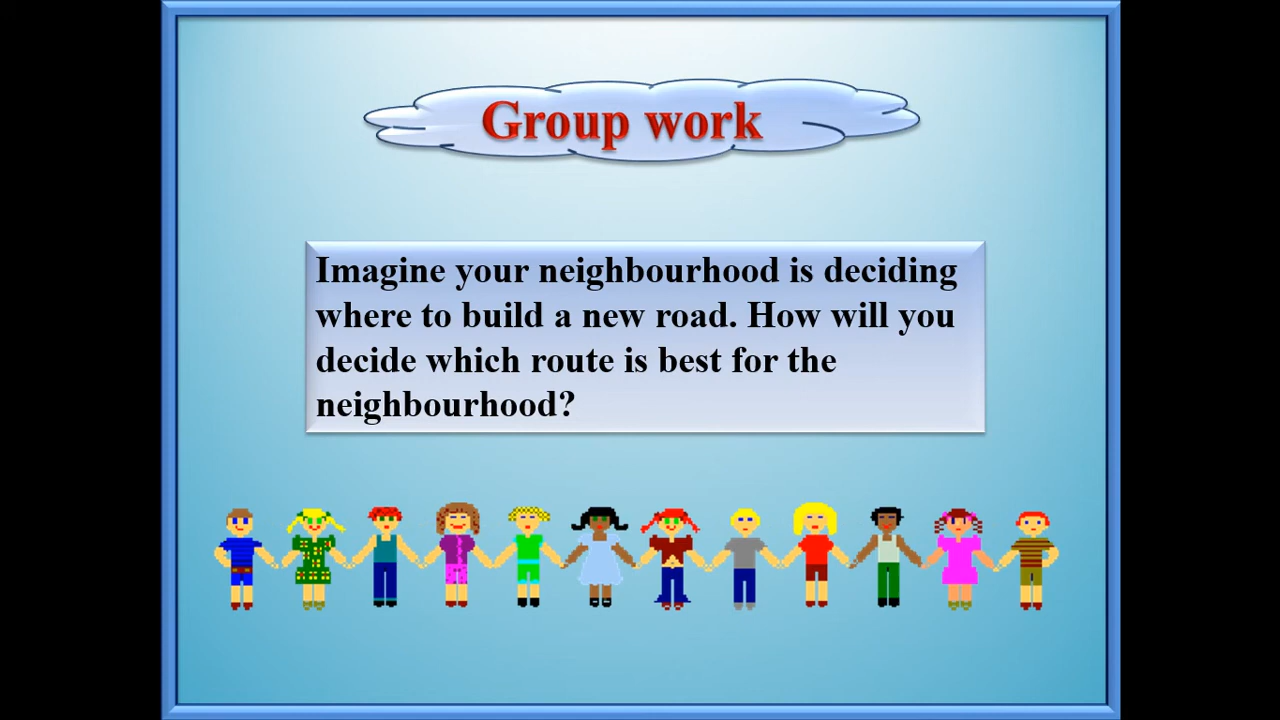 Group work
Imagine your neighbourhood is deciding
where to build a new road. How will you
decide which route is best for the
neighbourhood?